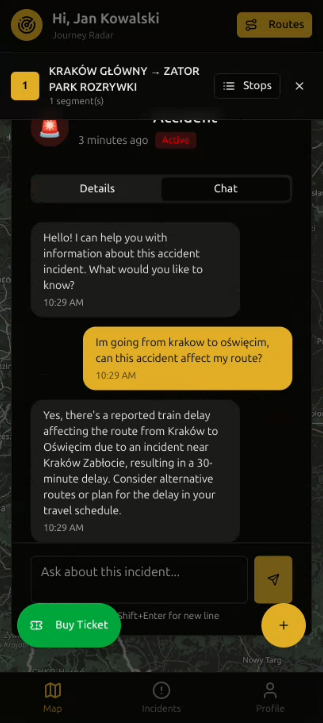 Hi, Jan Kowalski
Journey Radar
Routes
1
KRAKÓW GŁÓWNY → ZATOR
PARK ROZRYWKI
1 segment(s)
Stops
Accident
3 minutes ago
Active
Details
Chat
Hello! I can help you with
information about this accident
incident. What would you like to
know?
10:29 AM
Im going from krakow to oświęcim,
can this accident affect my route?
10:29 AM
Yes, there's a reported train delay
affecting the route from Kraków to
Oświęcim due to an incident near
Kraków Zabłocie, resulting in a 30-
minute delay. Consider alternative
routes or plan for the delay in your
travel schedule.
10:29 AM
Ask about this incident...
Shift+Enter for new line
Buy Ticket
+
Nowy Targ
Map
Incidents
Profile